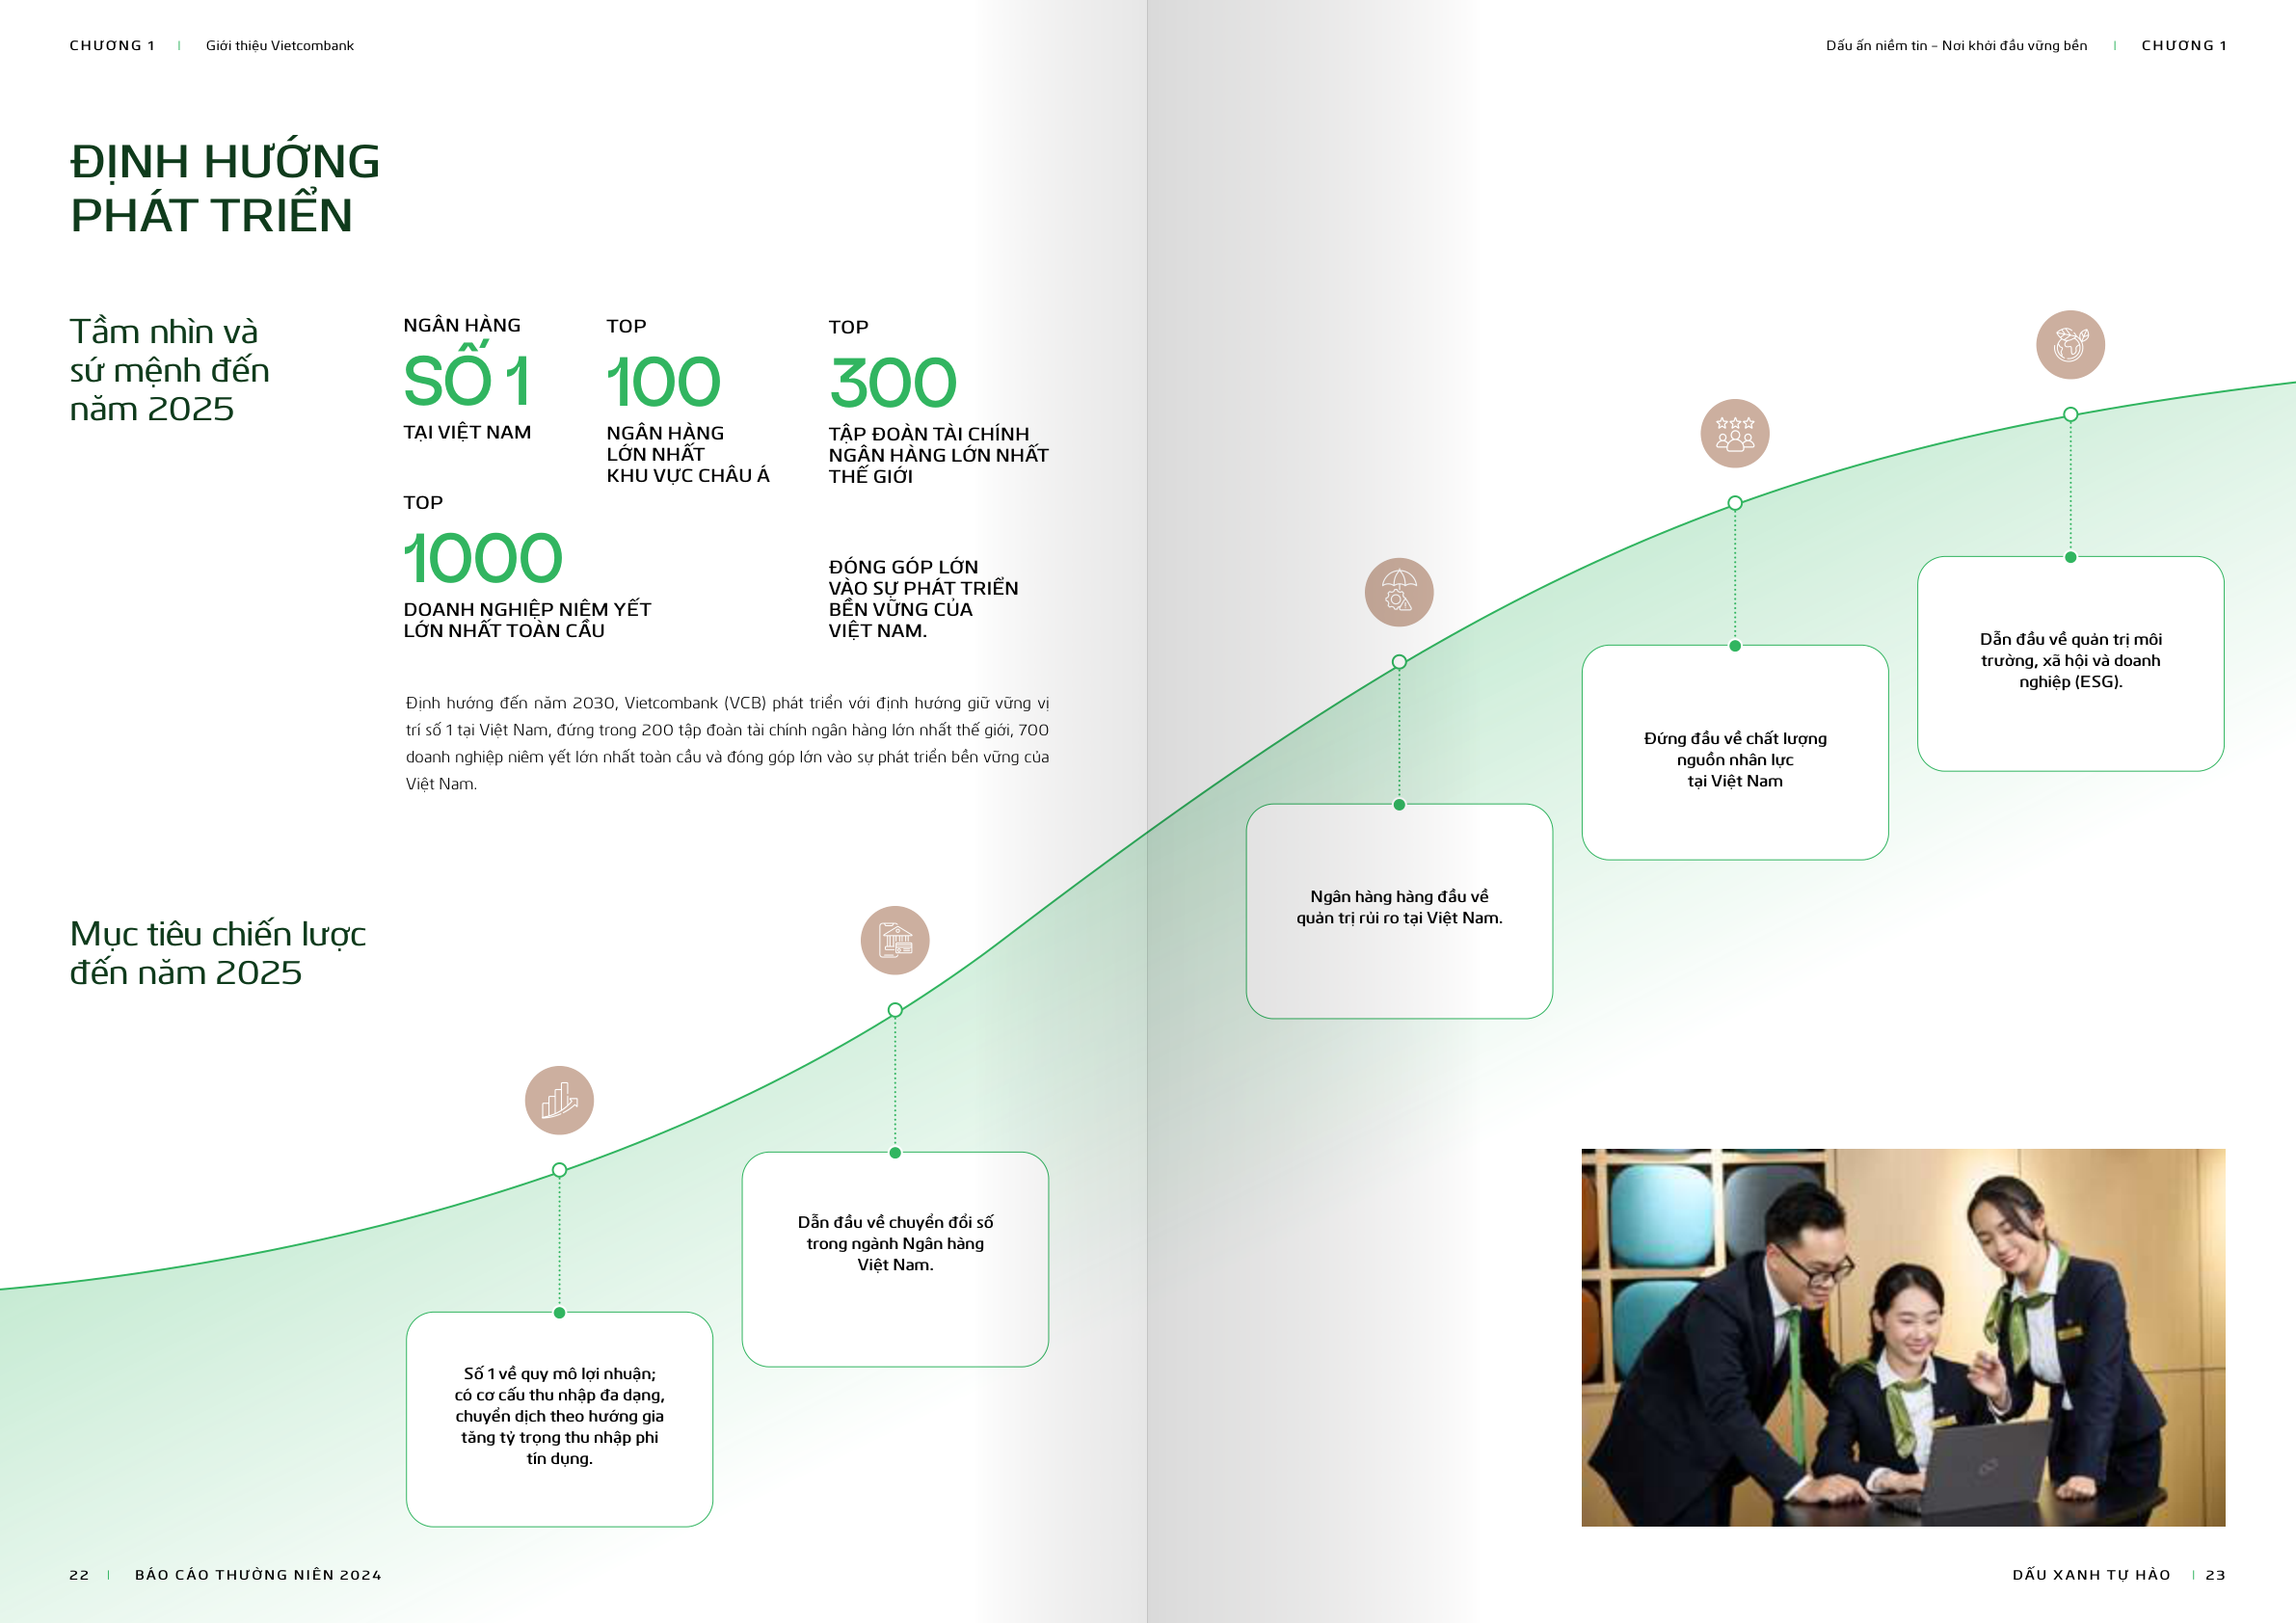 CHƯƠNG 1 | Giới thiệu Vietcombank
Dấu ấn niềm tin – Nơi khởi đầu vững bền | CHƯƠNG 1
ĐỊNH HƯỚNG
PHÁT TRIỂN
Tầm nhìn và
sứ mệnh đến
năm 2025
NGÂN HÀNG
SỐ 1
TẠI VIỆT NAM
TOP
100
NGÂN HÀNG
LỚN NHẤT
KHU VỰC CHÂU Á
TOP
300
TẬP ĐOÀN TÀI CHÍNH
NGÂN HÀNG LỚN NHẤT
THẾ GIỚI
TOP
1000
DOANH NGHIỆP NIÊM YẾT
LỚN NHẤT TOÀN CẦU
ĐÓNG GÓP LỚN
VÀO SỰ PHÁT TRIỂN
BỀN VỮNG CỦA
VIỆT NAM.
Định hướng đến năm 2030, Vietcombank (VCB) phát triển với định hướng giữ vững vị
trí số 1 tại Việt Nam, đứng trong 200 tập đoàn tài chính ngân hàng lớn nhất thế giới, 700
doanh nghiệp niêm yết lớn nhất toàn cầu và đóng góp lớn vào sự phát triển bền vững của
Việt Nam.
Mục tiêu chiến lược
đến năm 2025
Số 1 về quy mô lợi nhuận;
có cơ cấu thu nhập đa dạng,
chuyển dịch theo hướng gia
tăng tỷ trọng thu nhập phi
tín dụng.
Dẫn đầu về chuyển đổi số
trong ngành Ngân hàng
Việt Nam.
Ngân hàng hàng đầu về
quản trị rủi ro tại Việt Nam.
Đứng đầu về chất lượng
nguồn nhân lực
tại Việt Nam
Dẫn đầu về quản trị môi
trường, xã hội và doanh
nghiệp (ESG).
22 | BÁO CÁO THƯỜNG NIÊN 2024
DẤU XANH TỰ HÀO | 23